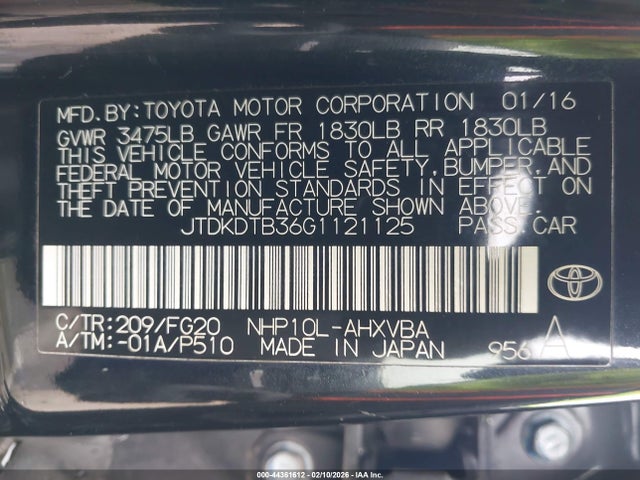 MFD.BY:TOYOTA MOTOR CORPORATION 01/16
GVWR 3475LB GAWR FR 1830LB RR 1830LB
THIS VEHICLE CONFORMS TO ALL APPLICABLE
FEDERAL MOTOR VEHICLE SAFETY,BUMPER,AND
THEFT PREVENTION STANDARDS IN EFFECT ON
THE DATE OF MANUFACTURE SHOWN ABOVE.
JTDKDTB36G1121125 PASS.CAR
C/TR:209/FG20 NHP10L-AHXVBA
A/TM:-01A/P510 MADE IN JAPAN 956 A
000-44361612 - 02/10/2026 - IAA Inc.